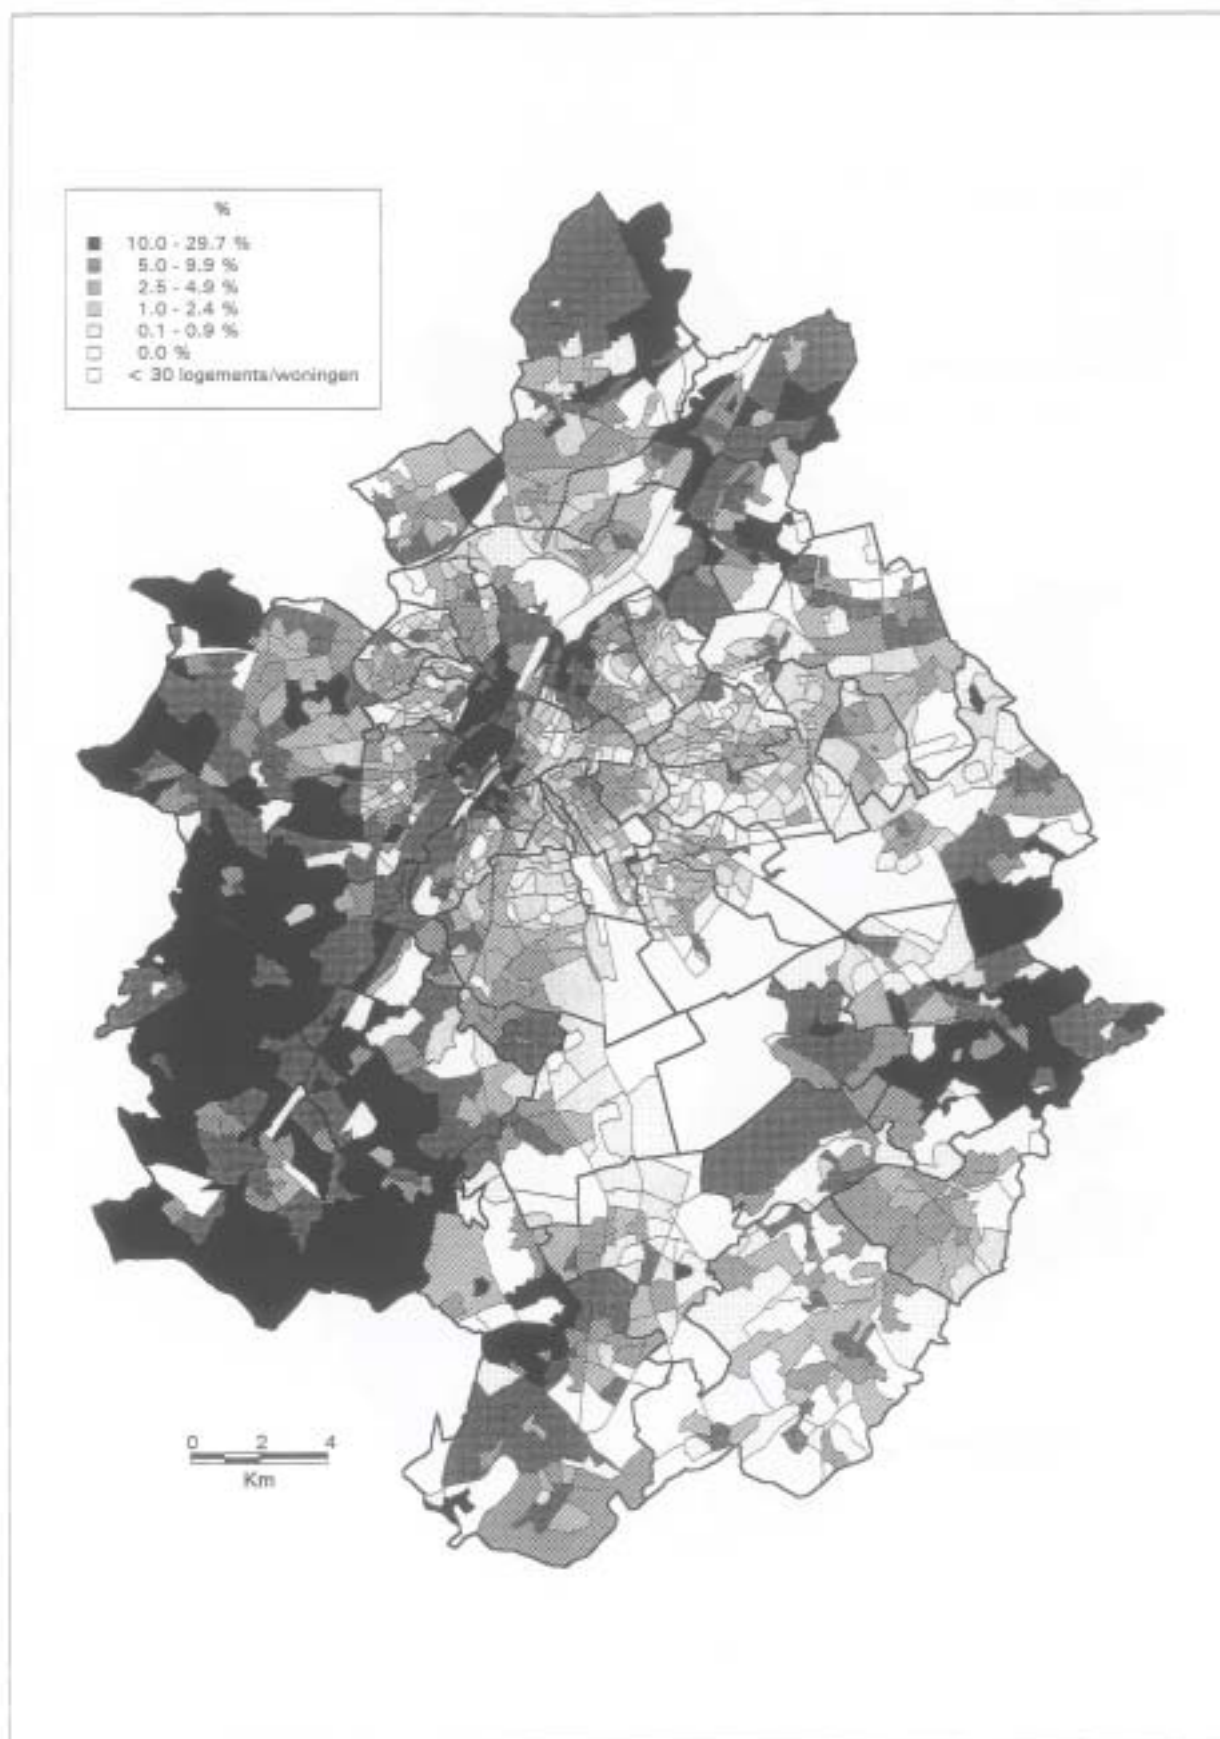 %
10.0 - 29.7 %
5.0 - 9.9 %
2.5 - 4.9 %
1.0 - 2.4 %
0.1 - 0.9 %
0.0 %
< 30 logements/woningen
0 2 4
Km